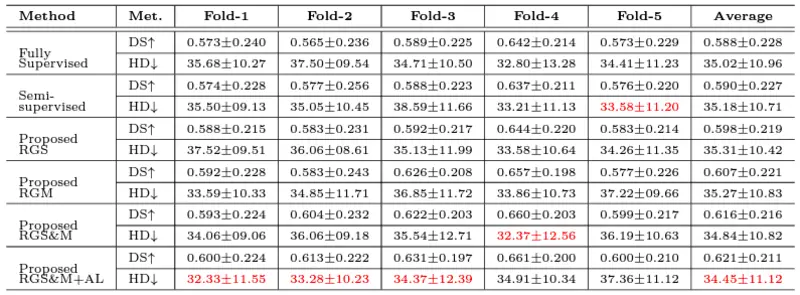 Method Met. Fold-1 Fold-2 Fold-3 Fold-4 Fold-5 Average
Fully Supervised DS↑ 0.573±0.240 0.565±0.236 0.589±0.225 0.642±0.214 0.573±0.229 0.588±0.228
HD↓ 35.68±10.27 37.50±09.54 34.71±10.50 32.80±13.28 34.41±11.23 35.02±10.96
Semi-supervised DS↑ 0.574±0.228 0.577±0.256 0.588±0.223 0.637±0.211 0.576±0.220 0.590±0.227
HD↓ 35.50±09.13 35.05±10.45 38.59±11.66 33.21±11.13 33.58±11.20 35.18±10.71
Proposed RGS DS↑ 0.588±0.215 0.583±0.231 0.592±0.217 0.644±0.220 0.583±0.214 0.598±0.219
HD↓ 37.52±09.51 36.06±08.61 35.13±11.99 33.58±10.64 34.26±11.35 35.31±10.42
Proposed RGM DS↑ 0.592±0.228 0.583±0.243 0.626±0.208 0.657±0.198 0.577±0.226 0.607±0.221
HD↓ 33.59±10.33 34.85±11.71 36.85±11.72 33.86±10.73 37.22±09.66 35.27±10.83
Proposed RGS&M DS↑ 0.593±0.224 0.604±0.232 0.622±0.203 0.660±0.203 0.599±0.217 0.616±0.216
HD↓ 34.06±09.06 36.06±09.18 35.54±12.71 32.37±12.56 36.19±10.63 34.84±10.82
Proposed RGS&M+AL DS↑ 0.600±0.224 0.613±0.222 0.631±0.197 0.661±0.200 0.600±0.210 0.621±0.211
HD↓ 32.33±11.55 33.28±10.23 34.37±12.39 34.91±10.34 37.36±11.12 34.45±11.12